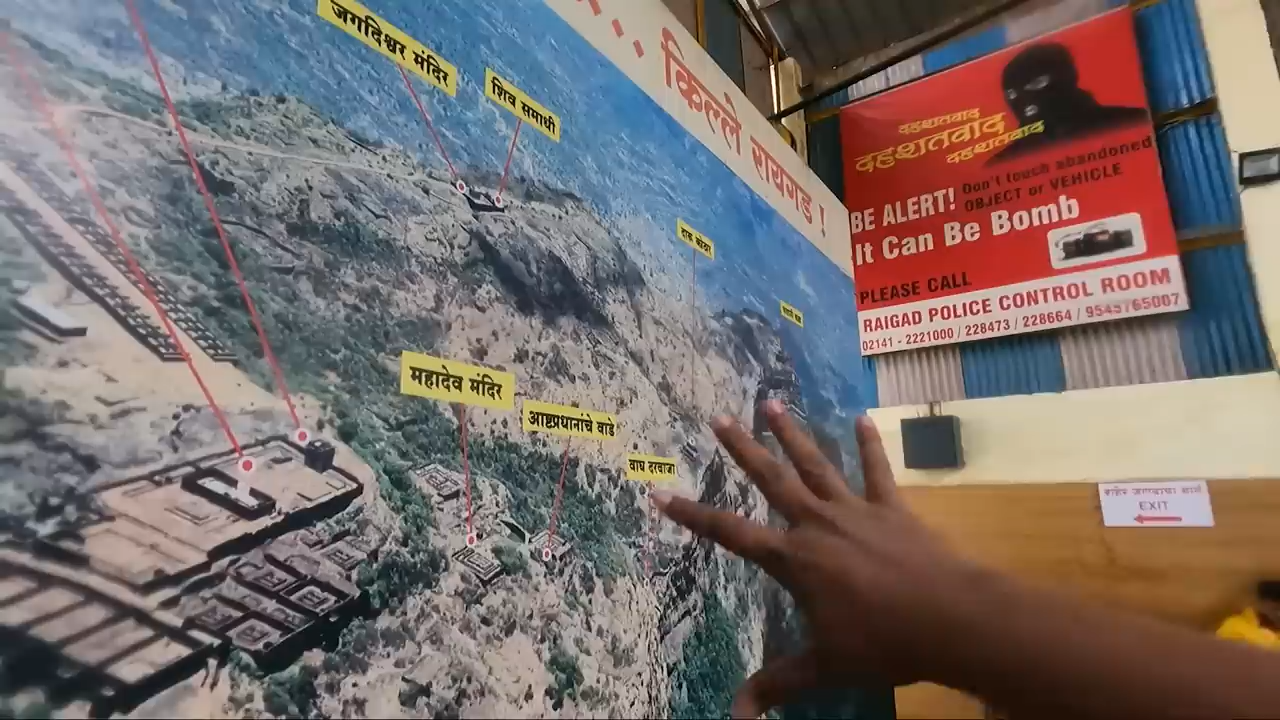 किल्ले रायगड !
जगदिश्वर मंदिर
शिव समाधी
महादेव मंदिर
आष्टप्रधानांचे वाडे
वाघ दरवाजा
दहशतवाद
दहशतवाद
दहशतवाद
Don't touch abandoned
OBJECT or VEHICLE
BE ALERT!
It Can Be Bomb
PLEASE CALL
RAIGAD POLICE CONTROL ROOM
02141 - 2221000 / 228473 / 228664 / 9545765007
EXIT